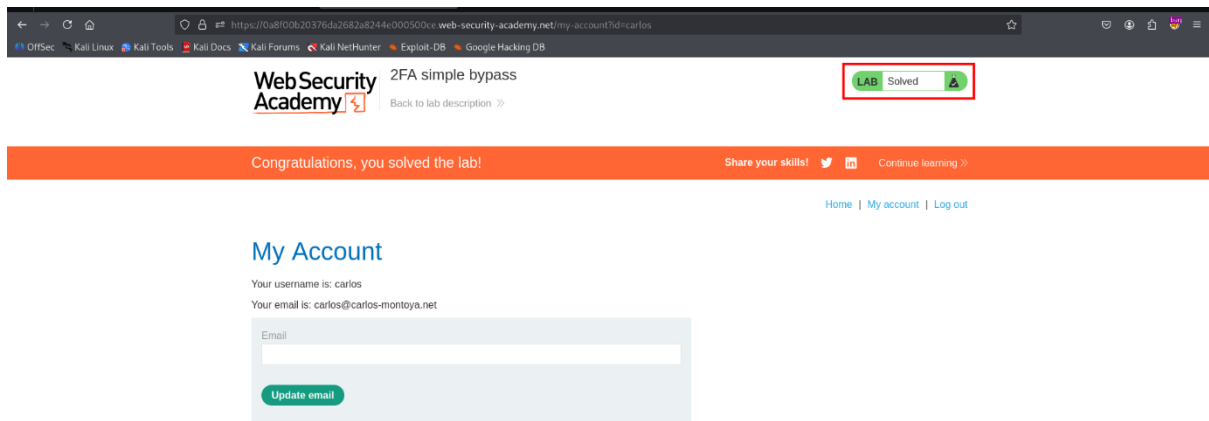 https://0a8f00b20376da2682a8244e000500ce.web-security-academy.net/my-account?id=carlos
OffSec Kali Linux Kali Tools Kali Docs Kali Forums Kali NetHunter Exploit-DB Google Hacking DB
WebSecurity Academy
2FA simple bypass
Back to lab description
LAB Solved
Congratulations, you solved the lab!
Share your skills! Continue learning
Home | My account | Log out
My Account
Your username is: carlos
Your email is: carlos@carlos-montoya.net
Email
Update email